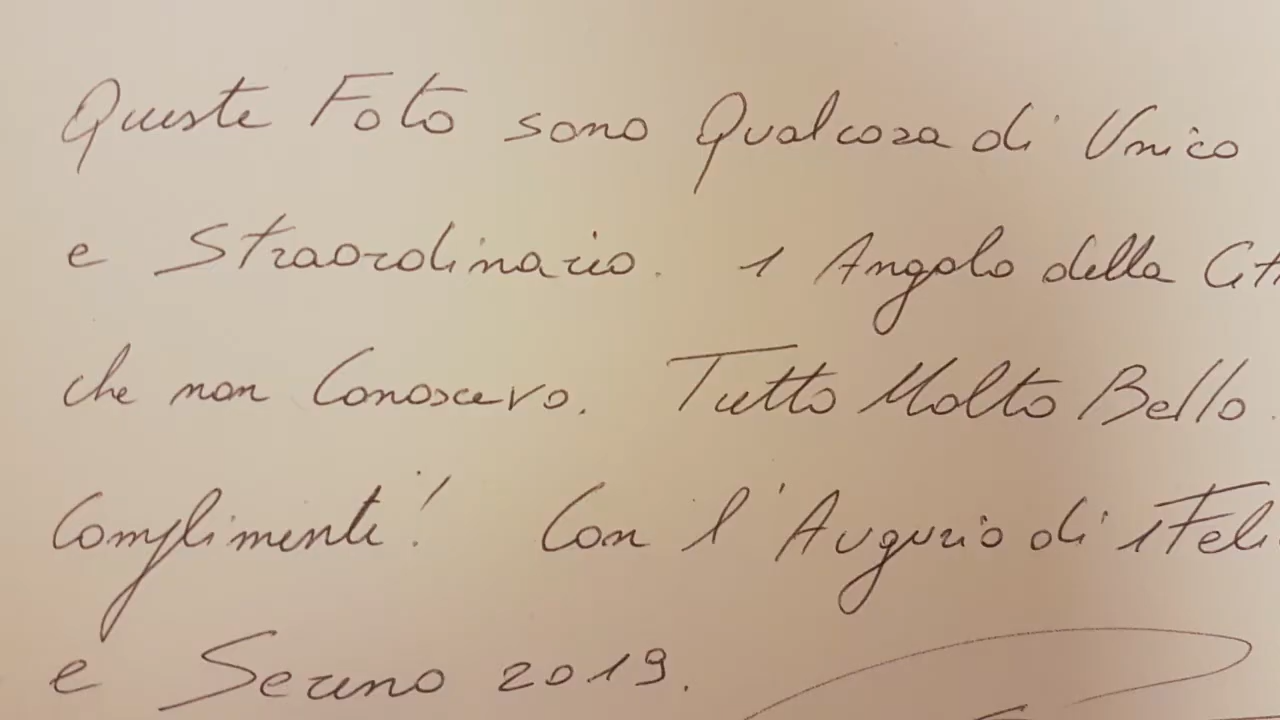 Queste Foto sono Qualcosa di Unico
e Straordinario. 1 Angolo della
che non Conoscevo. Tutto Molto Bello.
Complimenti! Con l'Augurio di 1
e Sereno 2019.